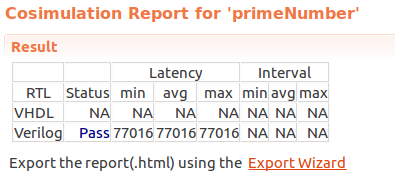 Cosimulation Report for 'primeNumber'
Result
Latency Interval
RTL Status min avg max min avg max
VHDL NA NA NA NA NA NA NA
Verilog Pass 77016 77016 77016 NA NA NA
Export the report(.html) using the Export Wizard